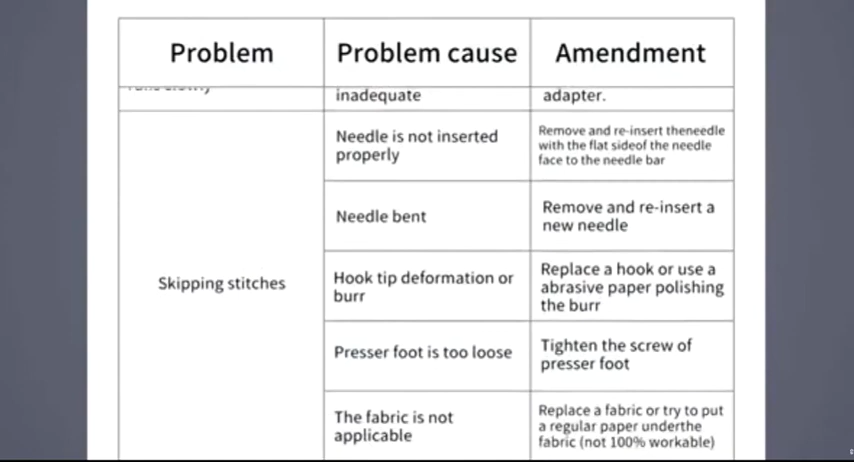 Problem
Problem cause
Amendment
inadequate
adapter.
Skipping stitches
Needle is not inserted
properly
Remove and re-insert theneedle
with the flat sideof the needle
face to the needle bar
Needle bent
Remove and re-insert a
new needle
Hook tip deformation or
burr
Replace a hook or use a
abrasive paper polishing
the burr
Presser foot is too loose
Tighten the screw of
presser foot
The fabric is not
applicable
Replace a fabric or try to put
a regular paper underthe
fabric (not 100% workable)